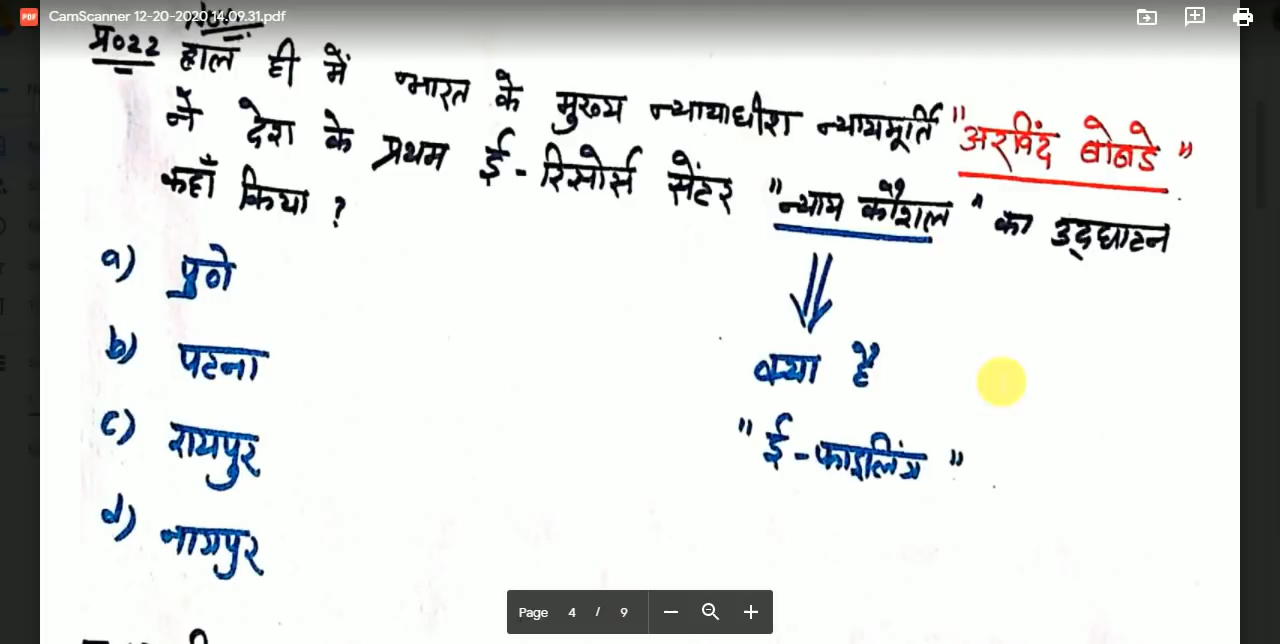 CamScanner 12-20-2020 14.09.31.pdf
प्र०२२ हाल ही में भारत के मुख्य न्यायाधीश न्यायमूर्ति "अरविंद बोबडे"
ने देश के प्रथम ई-रिसोर्स सेंटर "न्याय कौशल" का उद्घाटन
कहाँ किया ?
a) पुणे
b) पटना
c) रायपुर
d) नागपुर
क्या है
"ई-फाइलिंग"
Page 4 / 9